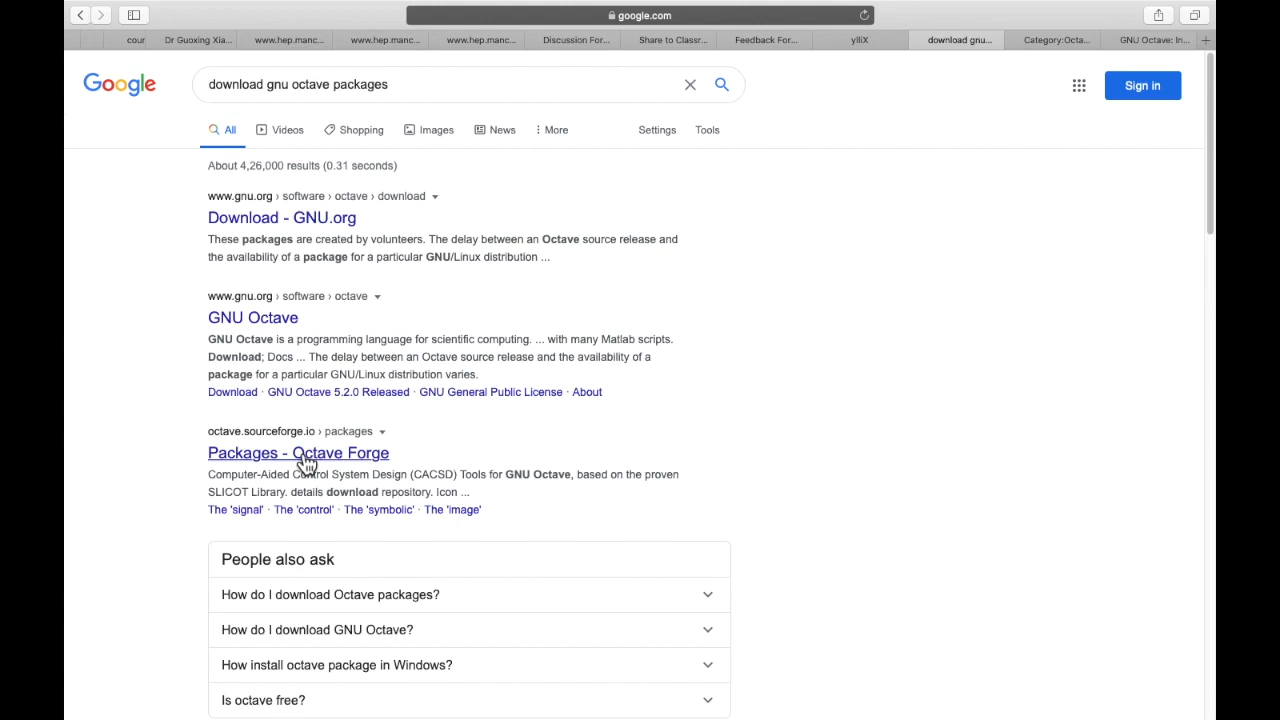 google.com
cour
Dr Guoxing Xia...
www.hep.manc...
www.hep.manc...
www.hep.manc...
Discussion For...
Share to Classr...
Feedback For...
ylliX
download gnu...
Category:Octa...
GNU Octave: In...
Google
download gnu octave packages
Sign in
All
Videos
Shopping
Images
News
More
Settings
Tools
About 4,26,000 results (0.31 seconds)
www.gnu.org › software › octave › download
Download - GNU.org
These packages are created by volunteers. The delay between an Octave source release and
the availability of a package for a particular GNU/Linux distribution ...
www.gnu.org › software › octave
GNU Octave
GNU Octave is a programming language for scientific computing. ... with many Matlab scripts.
Download; Docs ... The delay between an Octave source release and the availability of a
package for a particular GNU/Linux distribution varies.
Download · GNU Octave 5.2.0 Released · GNU General Public License · About
octave.sourceforge.io › packages
Packages - Octave Forge
Computer-Aided Control System Design (CACSD) Tools for GNU Octave, based on the proven
SLICOT Library. details download repository. Icon ...
The 'signal' · The 'control' · The 'symbolic' · The 'image'
People also ask
How do I download Octave packages?
How do I download GNU Octave?
How install octave package in Windows?
Is octave free?